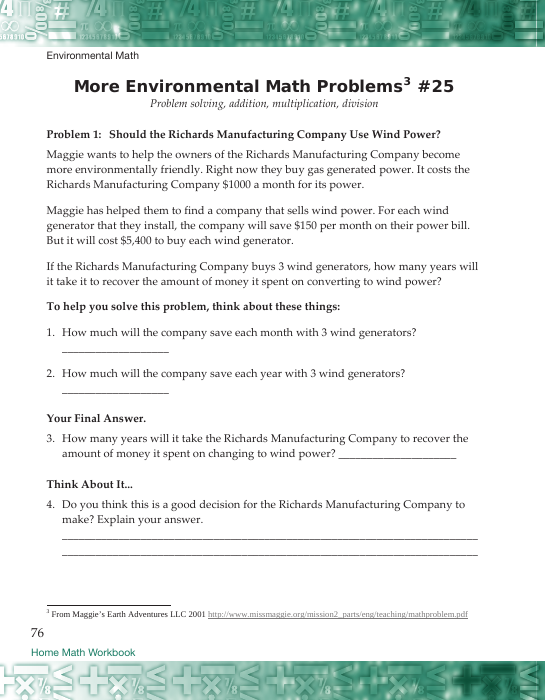 Environmental Math
More Environmental Math Problems³ #25
Problem solving, addition, multiplication, division
Problem 1: Should the Richards Manufacturing Company Use Wind Power?
Maggie wants to help the owners of the Richards Manufacturing Company become
more environmentally friendly. Right now they buy gas generated power. It costs the
Richards Manufacturing Company $1000 a month for its power.
Maggie has helped them to find a company that sells wind power. For each wind
generator that they install, the company will save $150 per month on their power bill.
But it will cost $5,400 to buy each wind generator.
If the Richards Manufacturing Company buys 3 wind generators, how many years will
it take it to recover the amount of money it spent on converting to wind power?
To help you solve this problem, think about these things:
1. How much will the company save each month with 3 wind generators?
____________________
2. How much will the company save each year with 3 wind generators?
____________________
Your Final Answer.
3. How many years will it take the Richards Manufacturing Company to recover the
amount of money it spent on changing to wind power? ______________________
Think About It...
4. Do you think this is a good decision for the Richards Manufacturing Company to
make? Explain your answer.
______________________________________________________________________________
______________________________________________________________________________
³ From Maggie's Earth Adventures LLC 2001 http://www.missmaggie.org/mission2_parts/eng/teaching/mathproblem.pdf
76
Home Math Workbook